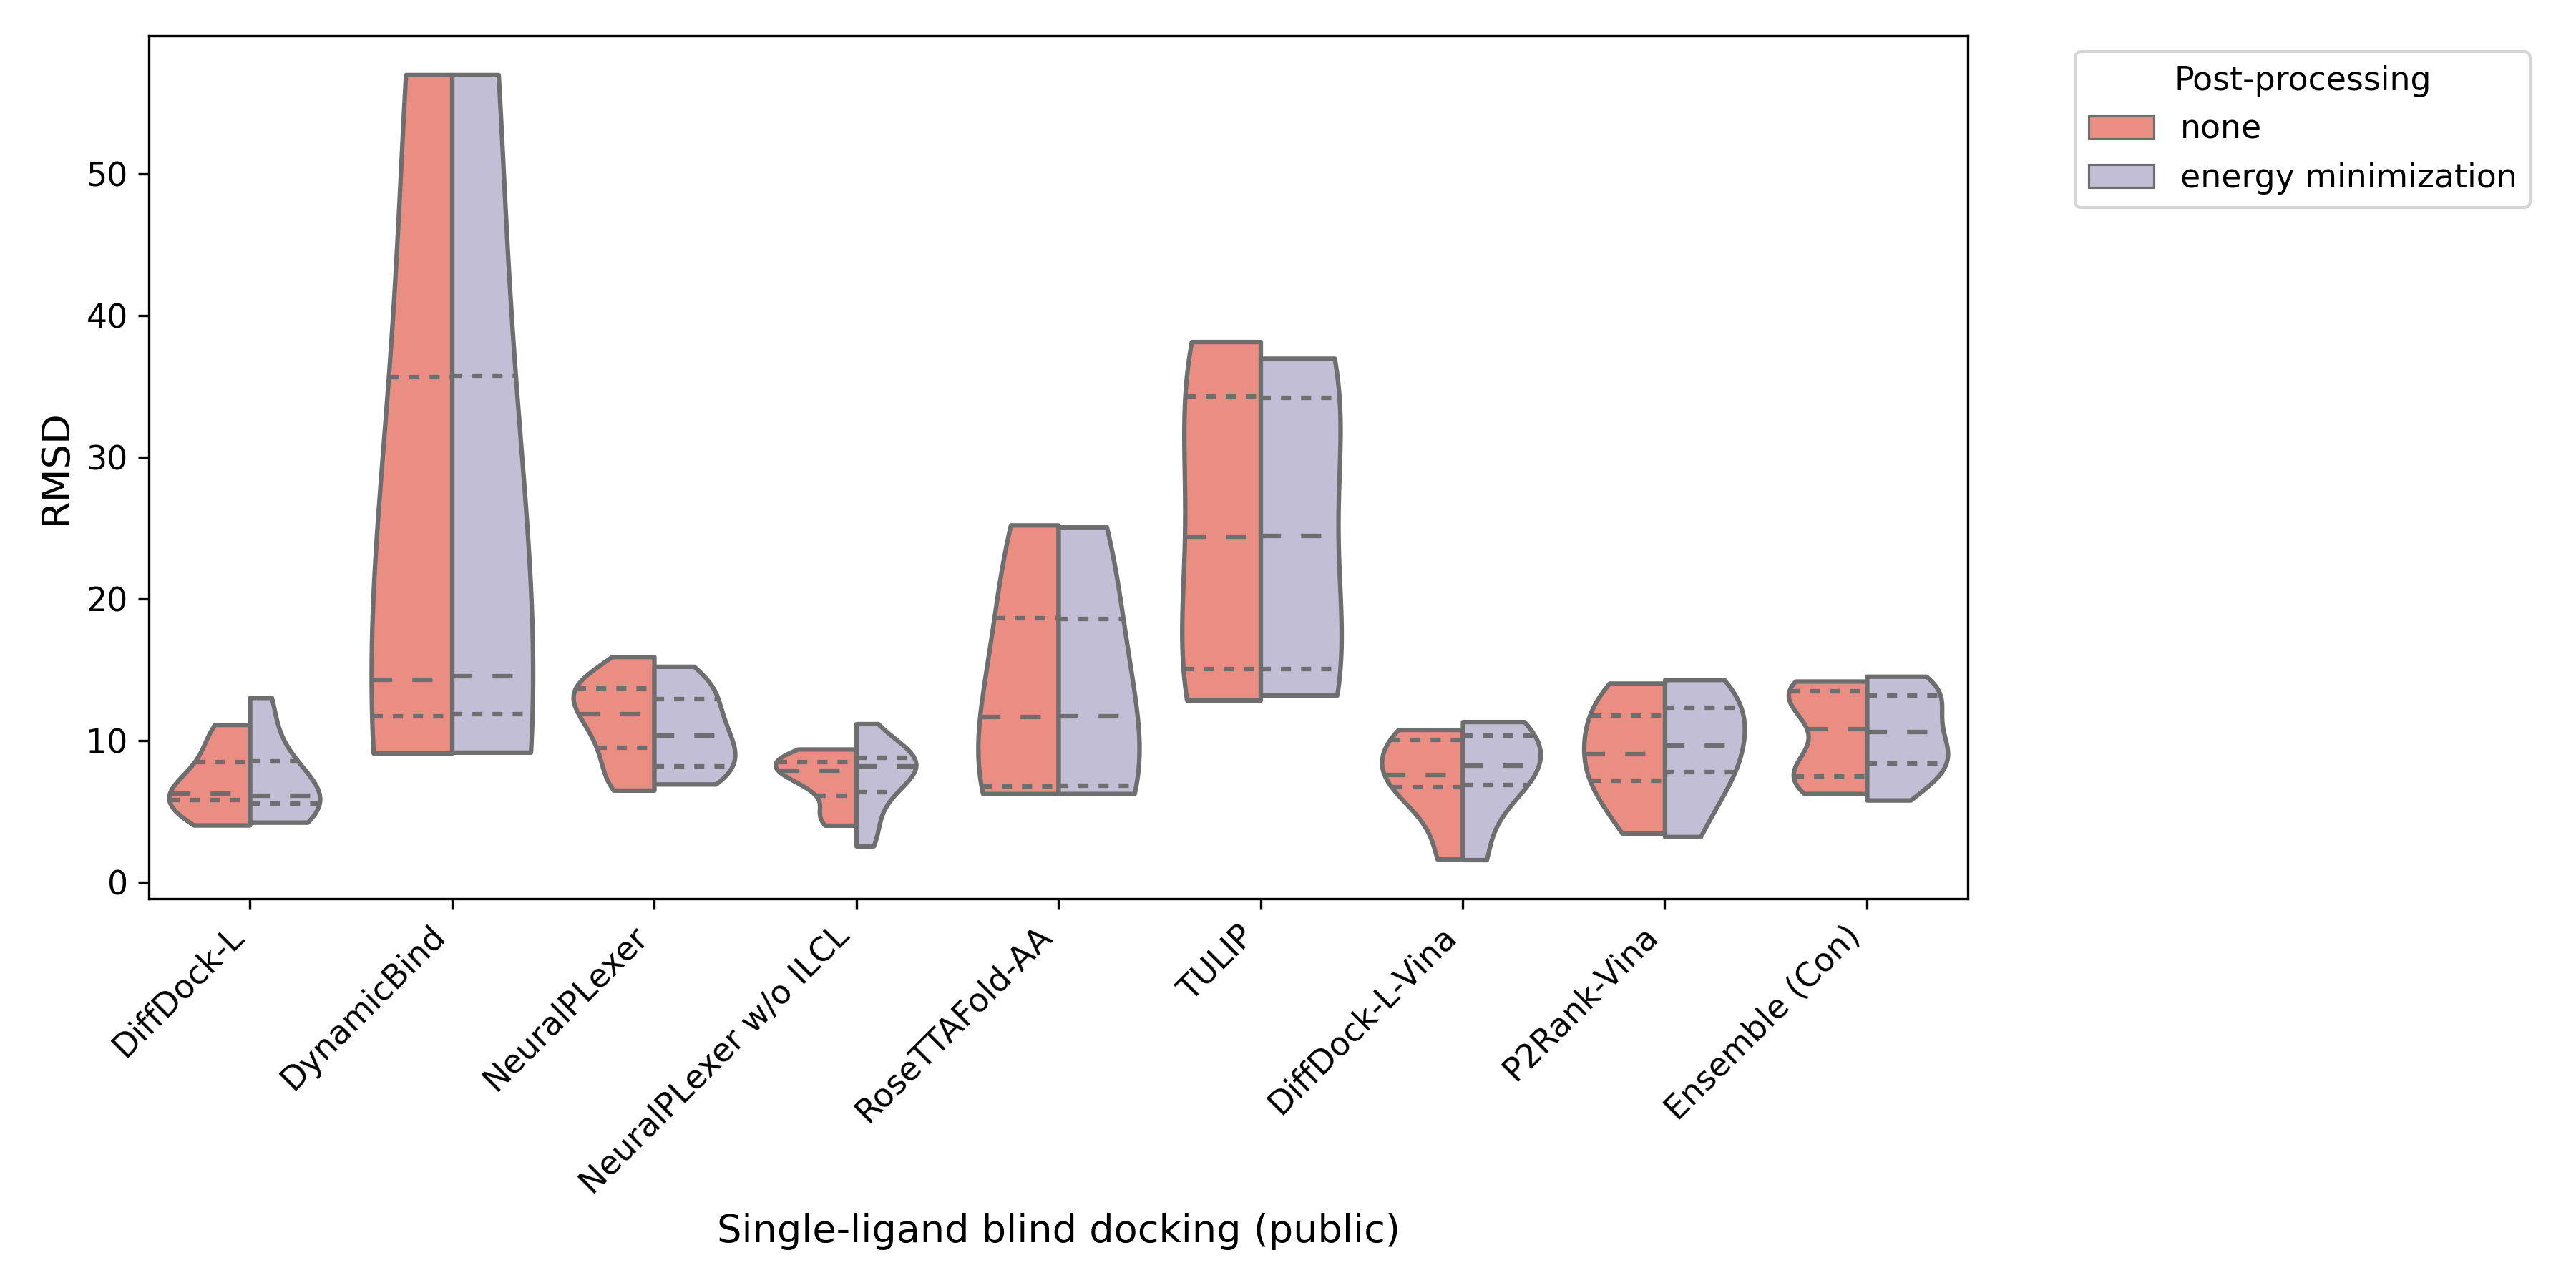 Post-processing
none
energy minimization
RMSD
50
40
30
20
10
0
DiffDock-L
DynamicBind
NeuralPLexer
NeuralPLexer w/o ILCL
RoseTTAFold-AA
TULIP
DiffDock-L-Vina
P2Rank-Vina
Ensemble (Con)
Single-ligand blind docking (public)